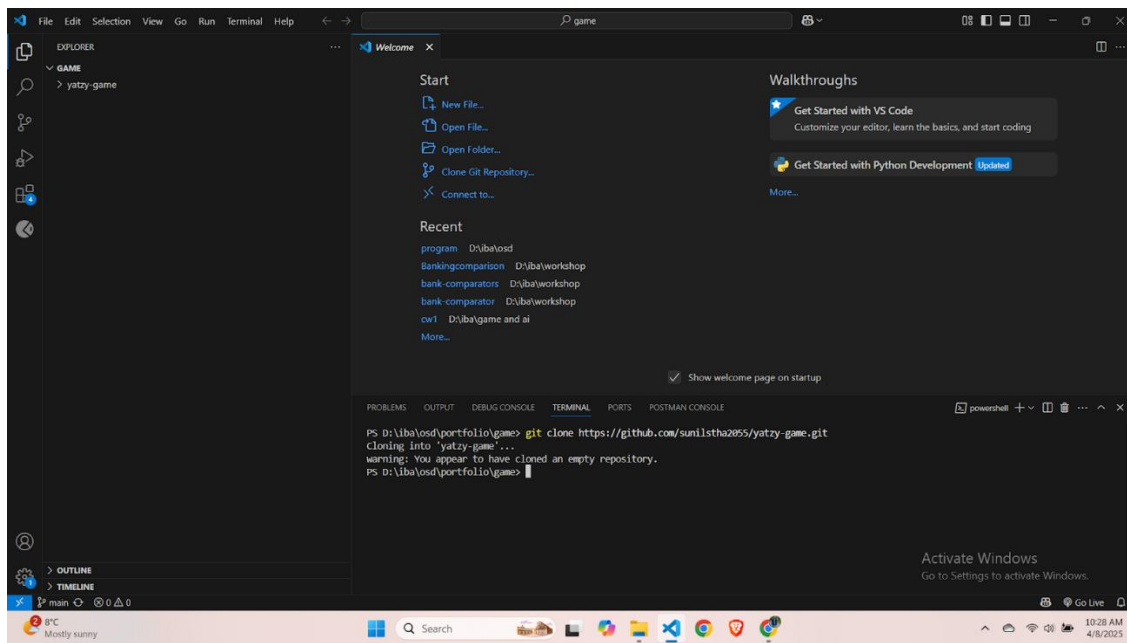 File Edit Selection View Go Run Terminal Help
game
EXPLORER
GAME
yatzy-game
Welcome
Start
New File...
Open File...
Open Folder...
Clone Git Repository...
Connect to...
Recent
program D:\iba\osd
Bankingcomparison D:\iba\workshop
bank-comparators D:\iba\workshop
bank-comparator D:\iba\workshop
cw1 D:\iba\game and ai
More...
Walkthroughs
Get Started with VS Code
Customize your editor, learn the basics, and start coding
Get Started with Python Development Updated
More...
Show welcome page on startup
PROBLEMS OUTPUT DEBUG CONSOLE TERMINAL PORTS POSTMAN CONSOLE
powershell
PS D:\iba\osd\portfolio\game> git clone https://github.com/sunilstha2055/yatzy-game.git
Cloning into 'yatzy-game'...
warning: You appear to have cloned an empty repository.
PS D:\iba\osd\portfolio\game>
4
Activate Windows
Go to Settings to activate Windows.
OUTLINE
1
TIMELINE
main 0 0 Go Live
2
8°C
Mostly sunny
Search
10:28 AM
4/8/2025